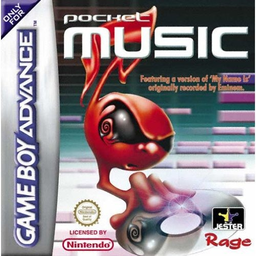 ONLY FOR
GAME BOY ADVANCE
pocket
MUSIC
Featuring a version of 'My Name Is'
originally recorded by Eminem.
LICENSED BY
Nintendo
JESTER
Rage